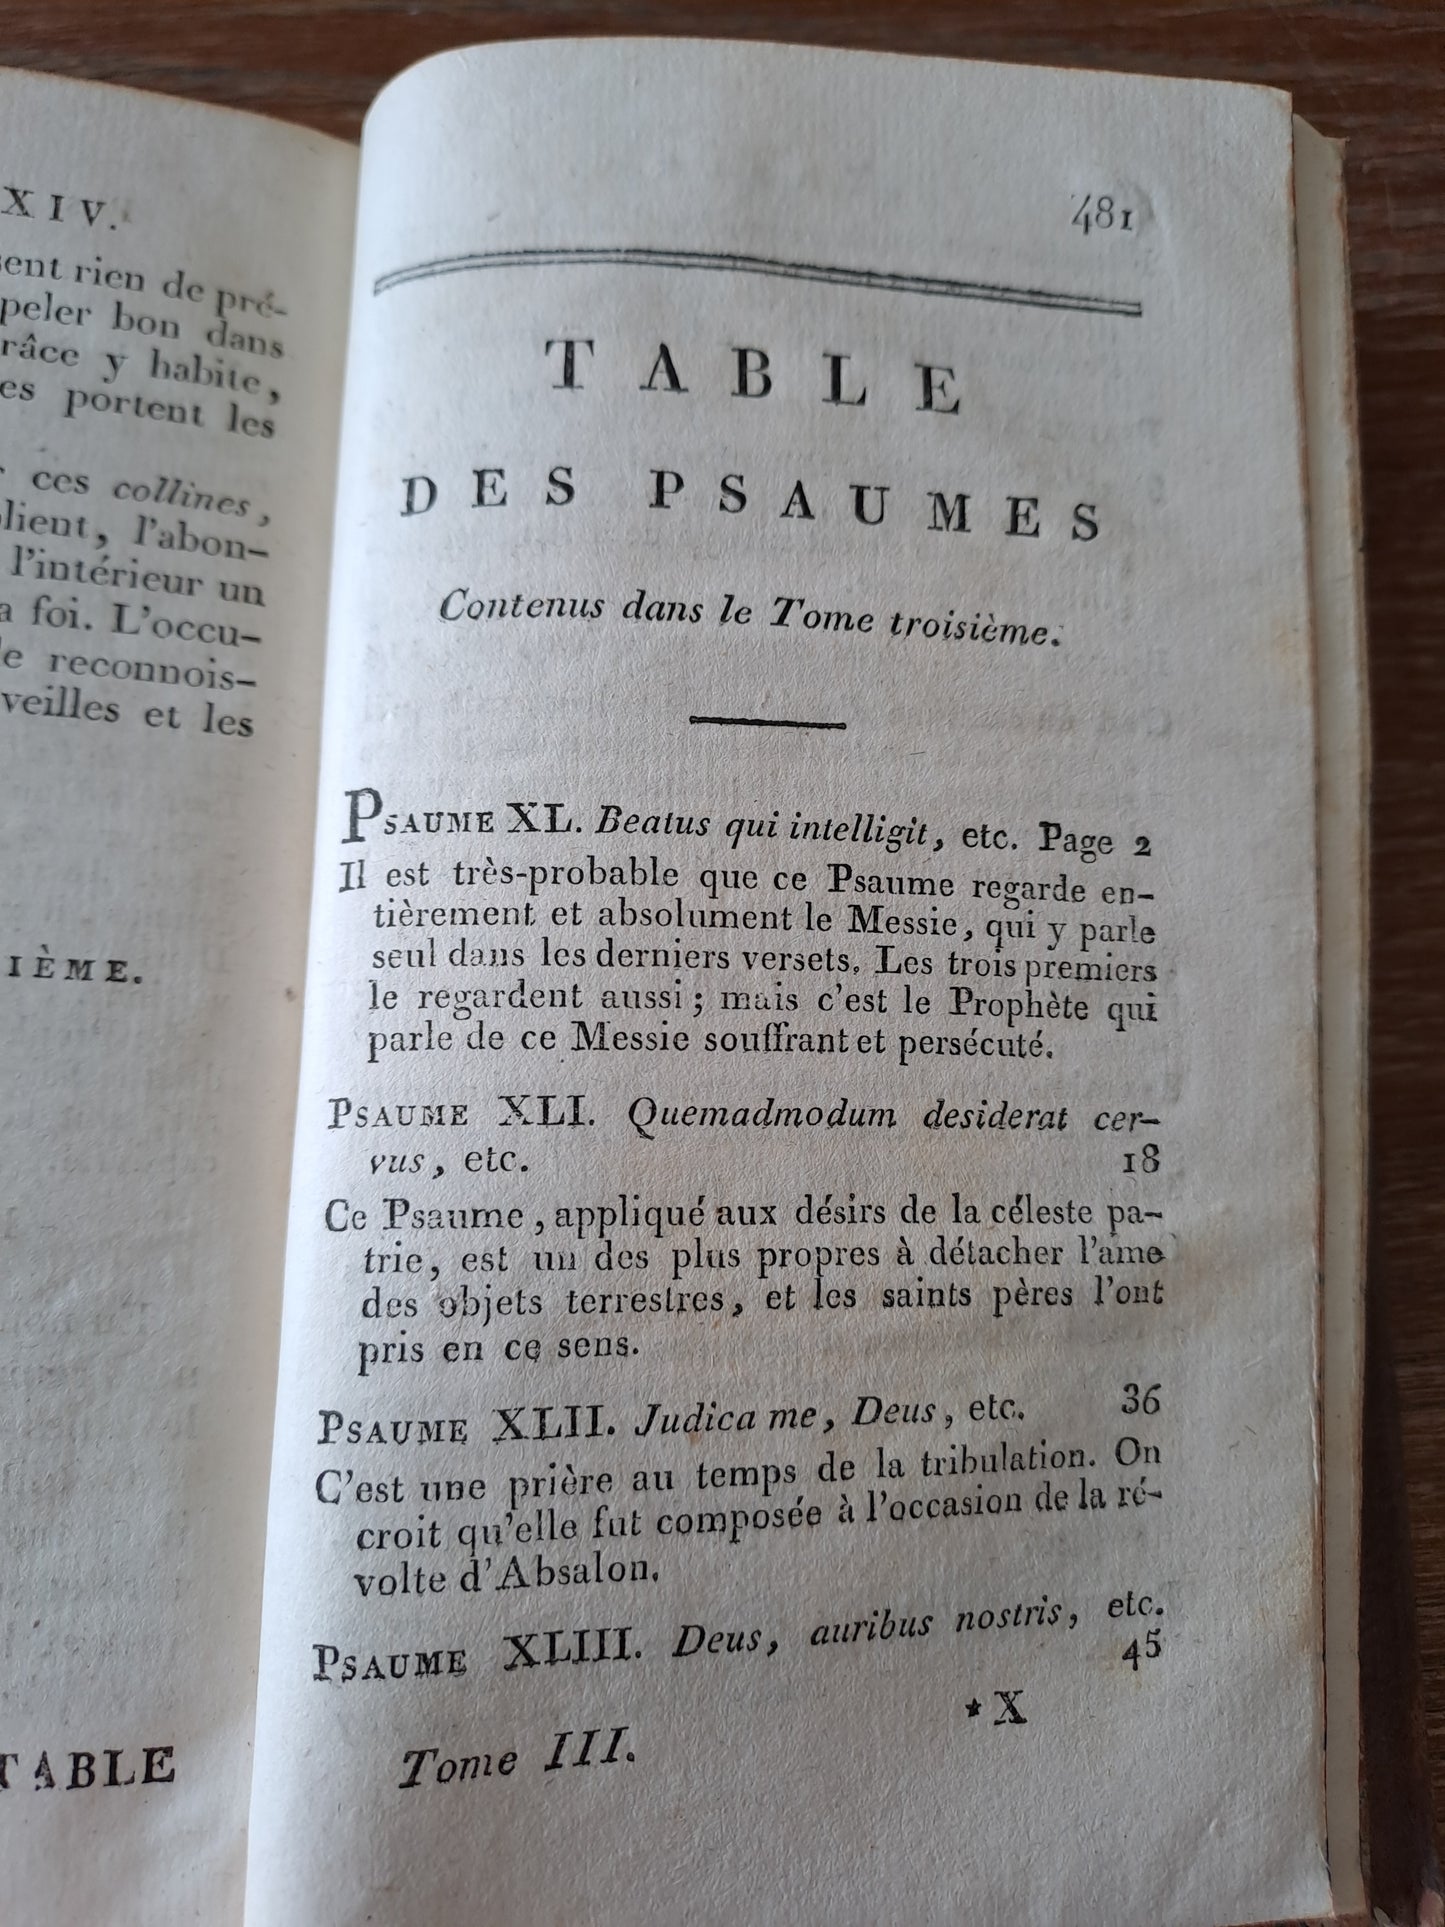 XIV.
sent rien de pré-
peler bon dans
râce y habite,
es portent les
ces collines,
lient, l'abon-
l'intérieur un
a foi. L'occu-
le reconnois-
veilles et les
IÈME.
TABLE
481
TABLE
DES PSAUMES
Contenus dans le Tome troisième.
PSAUME XL. Beatus qui intelligit, etc. Page 2
Il est très-probable que ce Psaume regarde en-
tièrement et absolument le Messie, qui y parle
seul dans les derniers versets. Les trois premiers
le regardent aussi ; mais c'est le Prophète qui
parle de ce Messie souffrant et persécuté.
PSAUME XLI. Quemadmodum desiderat cer-
vus, etc. 18
Ce Psaume, appliqué aux désirs de la céleste pa-
trie, est un des plus propres à détacher l'âme
des objets terrestres, et les saints pères l'ont
pris en ce sens.
PSAUME XLII. Judica me, Deus, etc. 36
C'est une prière au temps de la tribulation. On
croit qu'elle fut composée à l'occasion de la ré-
volte d'Absalon.
PSAUME XLIII. Deus, auribus nostris, etc.
45
Tome III. *X